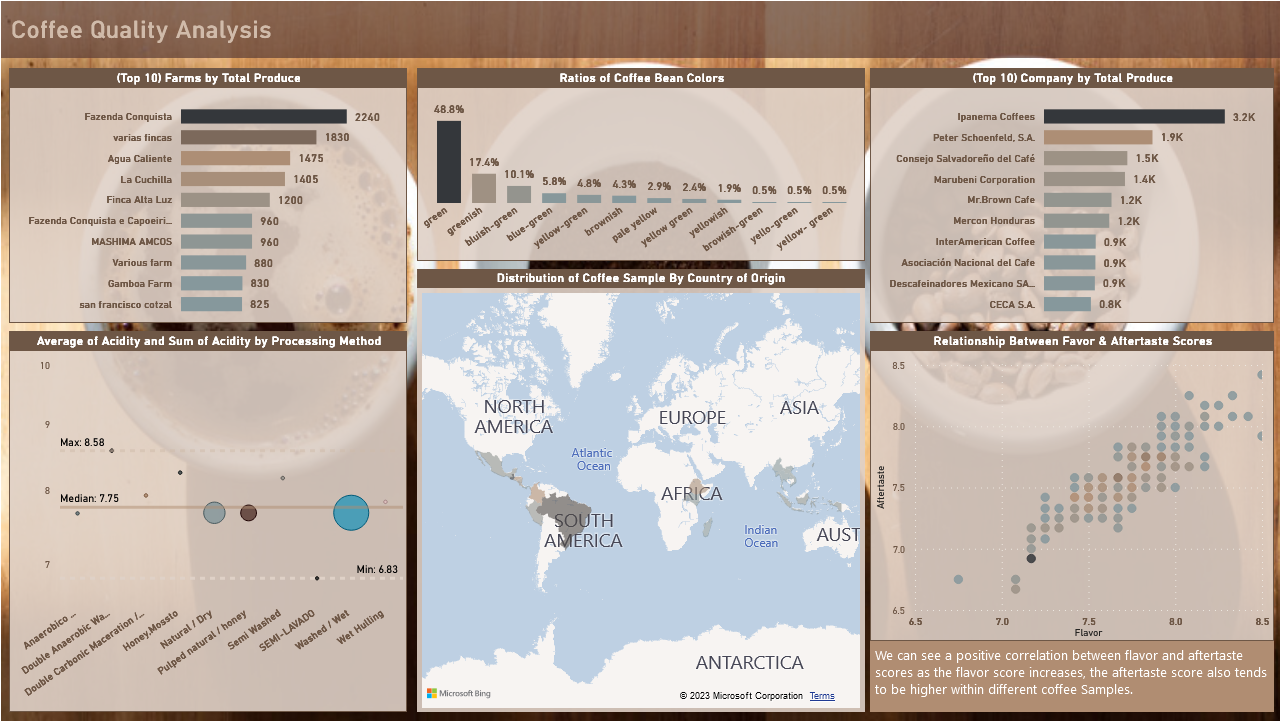 Coffee Quality Analysis
(Top 10) Farms by Total Produce
Fazenda Conquista 2240
varias fincas 1830
Agua Caliente 1475
La Cuchilla 1405
Finca Alta Luz 1200
Fazenda Conquista e Capoeiri... 960
MASHIMA AMCOS 960
Various farm 880
Gamboa Farm 830
san francisco cotzal 825
Ratios of Coffee Bean Colors
48.8%
17.4%
10.1%
5.8%
4.8%
4.3%
2.9%
2.4%
1.9%
0.5%
0.5%
0.5%
green
greenish
bluish-green
blue-green
yellow-green
brownish
pale yellow
yellow green
yellowish
browish-green
yello-green
yellow- green
(Top 10) Company by Total Produce
Ipanema Coffees 3.2K
Peter Schoenfeld, S.A. 1.9K
Consejo Salvadoreño del Café 1.5K
Marubeni Corporation 1.4K
Mr.Brown Cafe 1.2K
Mercon Honduras 1.2K
InterAmerican Coffee 0.9K
Asociación Nacional del Cafe 0.9K
Descafeinadores Mexicano SA... 0.9K
CECA S.A. 0.8K
Average of Acidity and Sum of Acidity by Processing Method
10
9
Max: 8.58
8
Median: 7.75
7
Min: 6.83
Anaerobico ...
Double Anaerobic Wa...
Double Carbonic Maceration /...
Honey,Mossto
Natural / Dry
Pulped natural / honey
Semi Washed
SEMI-LAVADO
Washed / Wet
Wet Hulling
Distribution of Coffee Sample By Country of Origin
NORTH
AMERICA
EUROPE
ASIA
Atlantic
Ocean
AFRICA
SOUTH
AMERICA
Indian
Ocean
AUST
ANTARCTICA
Microsoft Bing
© 2023 Microsoft Corporation Terms
Relationship Between Favor & Aftertaste Scores
8.5
8.0
7.5
7.0
6.5
Aftertaste
6.5 7.0 7.5 8.0 8.5
Flavor
We can see a positive correlation between flavor and aftertaste
scores as the flavor score increases, the aftertaste score also tends
to be higher within different coffee Samples.